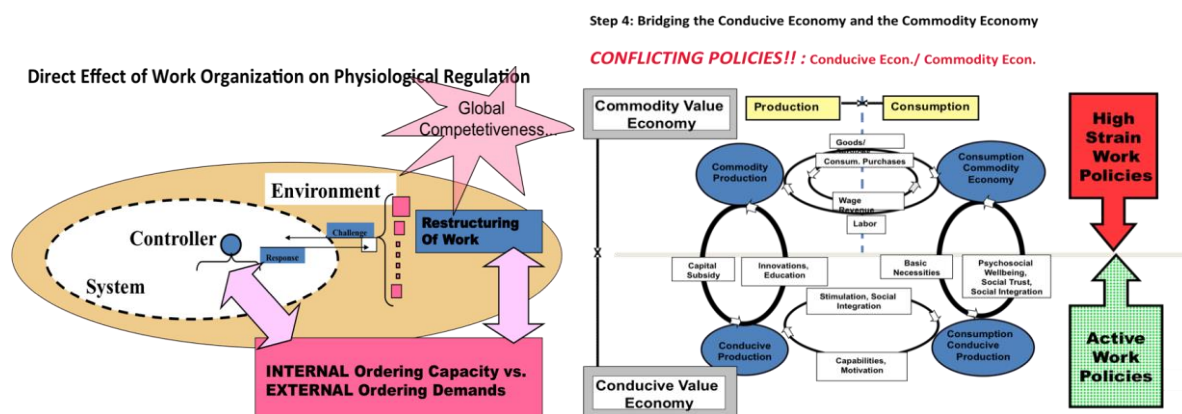 Direct Effect of Work Organization on Physiological Regulation
Global
Competetiveness...
Environment
Restructuring
Of Work
Controller
Challenge
Response
System
INTERNAL Ordering Capacity vs.
EXTERNAL Ordering Demands
Step 4: Bridging the Conducive Economy and the Commodity Economy
CONFLICTING POLICIES!! : Conducive Econ./ Commodity Econ.
Commodity Value
Economy
Production
Consumption
Goods/
Consum. Purchases
Commodity
Production
Consumption
Commodity
Economy
Wage
Revenue
Labor
Capital
Subsidy
Innovations,
Education
Basic
Necessities
Psychosocial
Wellbeing,
Social Trust,
Social Integration
Stimulation, Social
Integration
Conducive
Production
Consumption
Conducive
Production
Capabilities,
Motivation
Conducive Value
Economy
High
Strain
Work
Policies
Active
Work
Policies